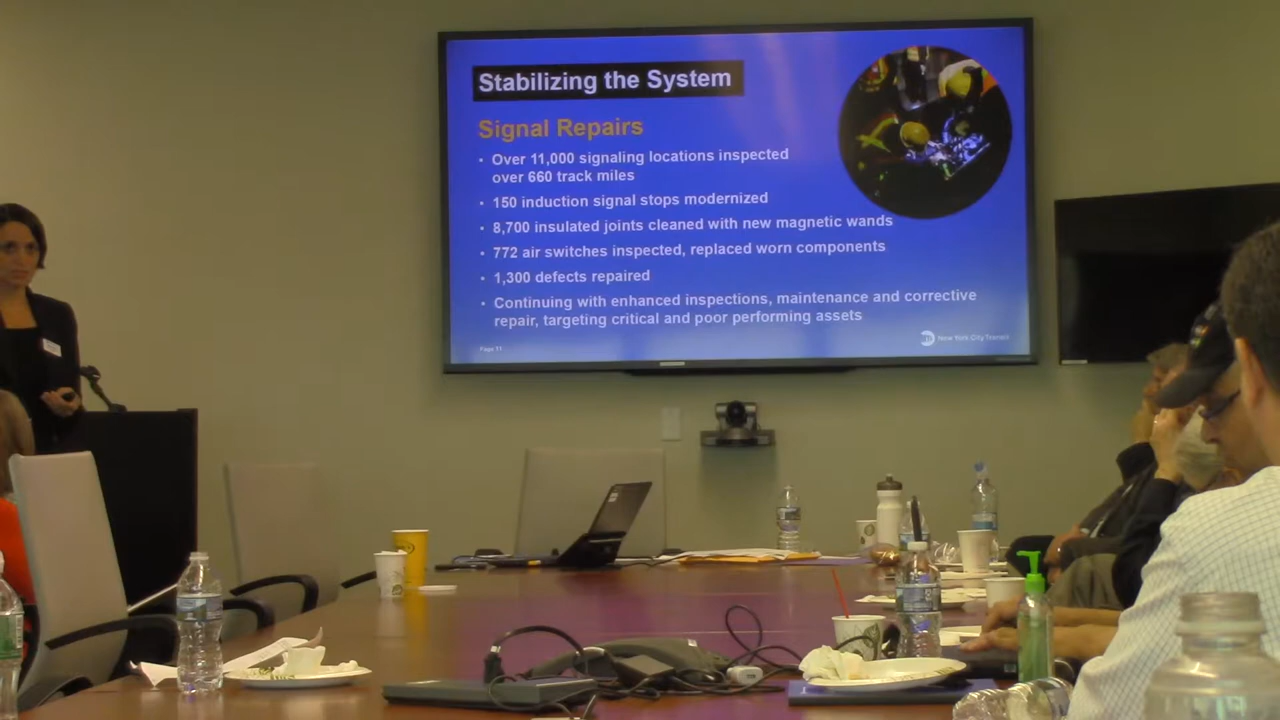 Stabilizing the System
Signal Repairs
• Over 11,000 signaling locations inspected
over 660 track miles
• 150 induction signal stops modernized
• 8,700 insulated joints cleaned with new magnetic wands
• 772 air switches inspected, replaced worn components
• 1,300 defects repaired
• Continuing with enhanced inspections, maintenance and corrective
repair, targeting critical and poor performing assets
Page 11
New York City Transit